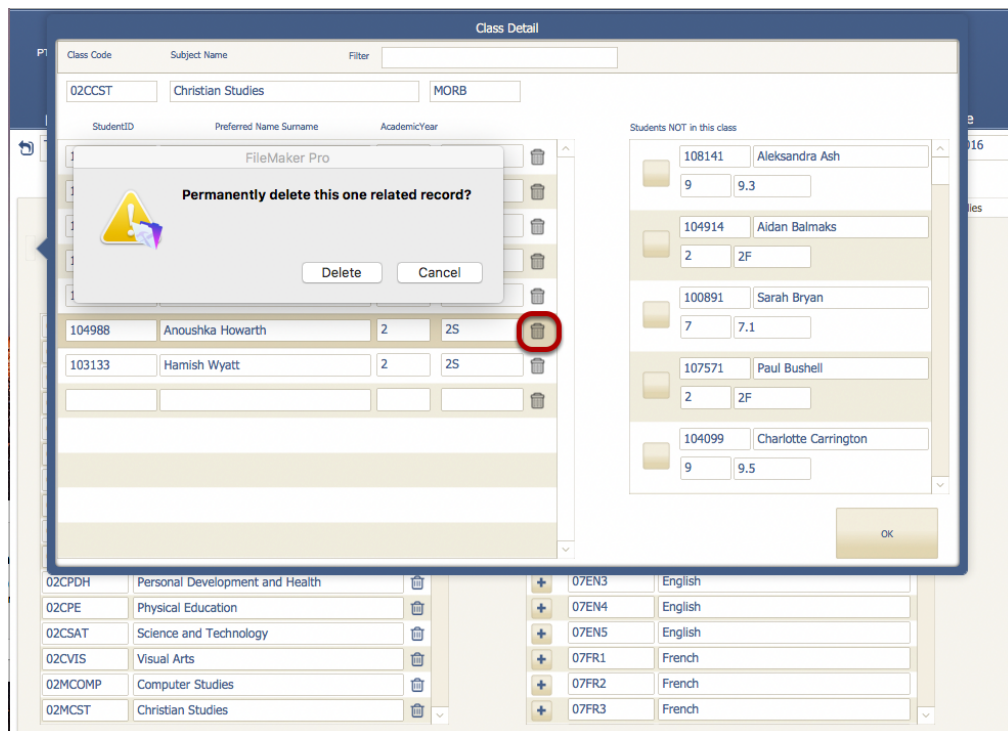 Class Detail
PT
Class Code Subject Name Filter
02CCST Christian Studies MORB
StudentID Preferred Name Surname AcademicYear
Students NOT in this class
FileMaker Pro
Permanently delete this one related record?
Delete Cancel
104988 Anoushka Howarth 2 2S
103133 Hamish Wyatt 2 2S
108141 Aleksandra Ash
9 9.3
104914 Aidan Balmaks
2 2F
100891 Sarah Bryan
7 7.1
107571 Paul Bushell
2 2F
104099 Charlotte Carrington
9 9.5
OK
02CPDH Personal Development and Health
07EN3 English
02CPE Physical Education
07EN4 English
02CSAT Science and Technology
07EN5 English
02CVIS Visual Arts
07FR1 French
02MCOMP Computer Studies
07FR2 French
02MCST Christian Studies
07FR3 French